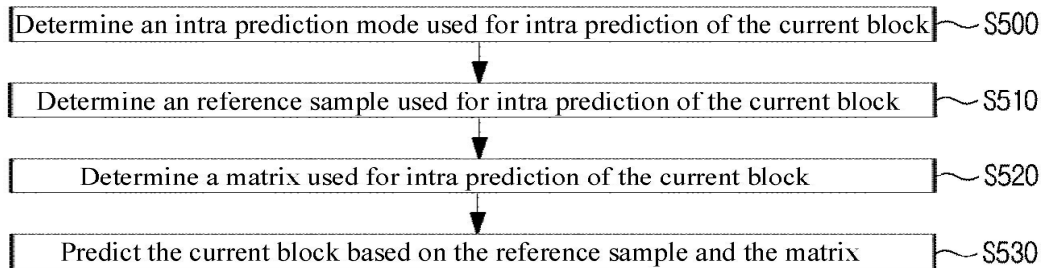 Determine an intra prediction mode used for intra prediction of the current block S500
Determine an reference sample used for intra prediction of the current block S510
Determine a matrix used for intra prediction of the current block S520
Predict the current block based on the reference sample and the matrix S530